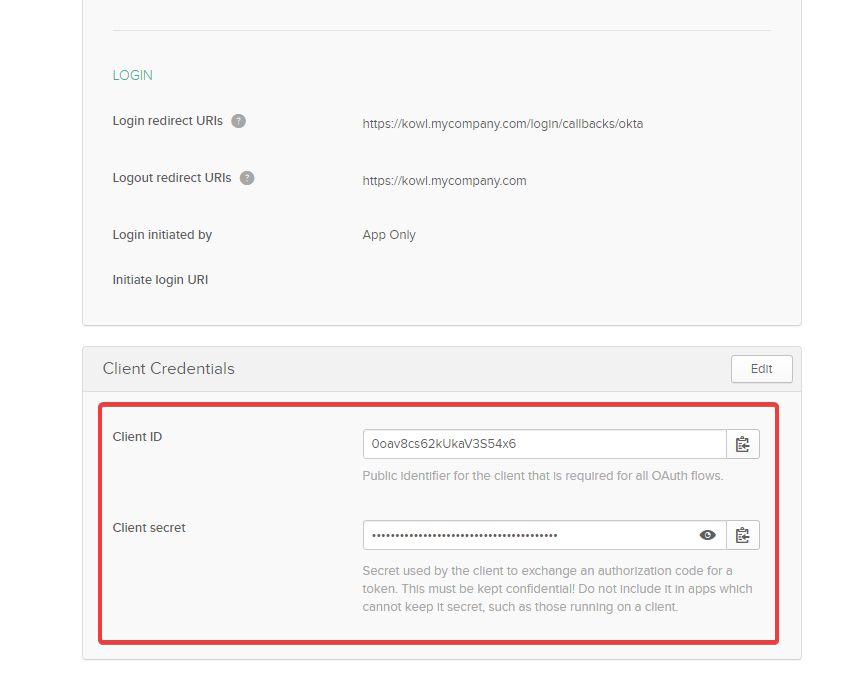 LOGIN
Login redirect URIs ?
https://kowl.mycompany.com/login/callbacks/okta
Logout redirect URIs ?
https://kowl.mycompany.com
Login initiated by
App Only
Initiate login URI
Client Credentials
Edit
Client ID
0oav8cs62kUkaV3S54x6
Public identifier for the client that is required for all OAuth flows.
Client secret
••••••••••••••••••••••••••••••••••••••••
Secret used by the client to exchange an authorization code for a
token. This must be kept confidential! Do not include it in apps which
cannot keep it secret, such as those running on a client.